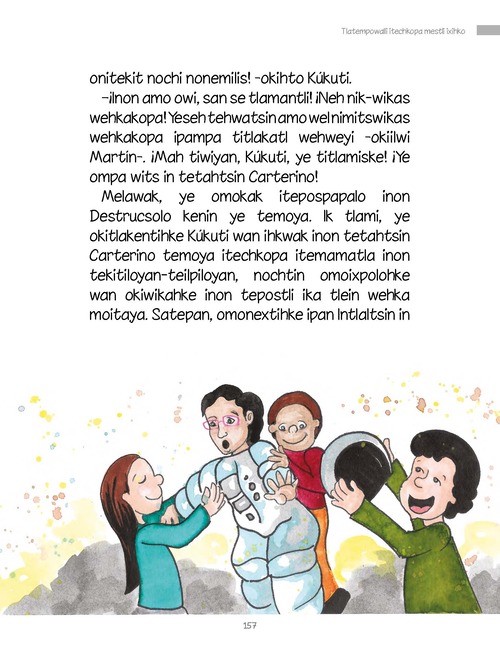 Tlatempowalli itechkopa mestli ixihko
onitekit nochi nonemilis! -okihto Kúkuti.
–¡Inon amo owi, san se tlamantli! ¡Neh nik-wikas
wehkakopa! Yéseh tehwatsin amo wel nimitswikas
wehkakopa ipampa titlakatl wehweyi -okiilwi
Martín-. ¡Mah tiwiyan, Kúkuti, ye titlamiske! ¡Ye
ompa wits in tetahtsin Carterino!
Melawak, ye omokak itepospapalo inon
Destrucsolo kenin ye temoya. Ik tlami, ye
okitlakentihke Kúkuti wan ihkwak inon tetahtsin
Carterino temoya itechkopa itemamatla inon
tekitiloyan-teilpiloyan, nochtin omoixpolohke
wan okiwikahke inon tepostli ika tlein wehka
moitaya. Satepan, omonextihke ipan Intlaltsin in
157